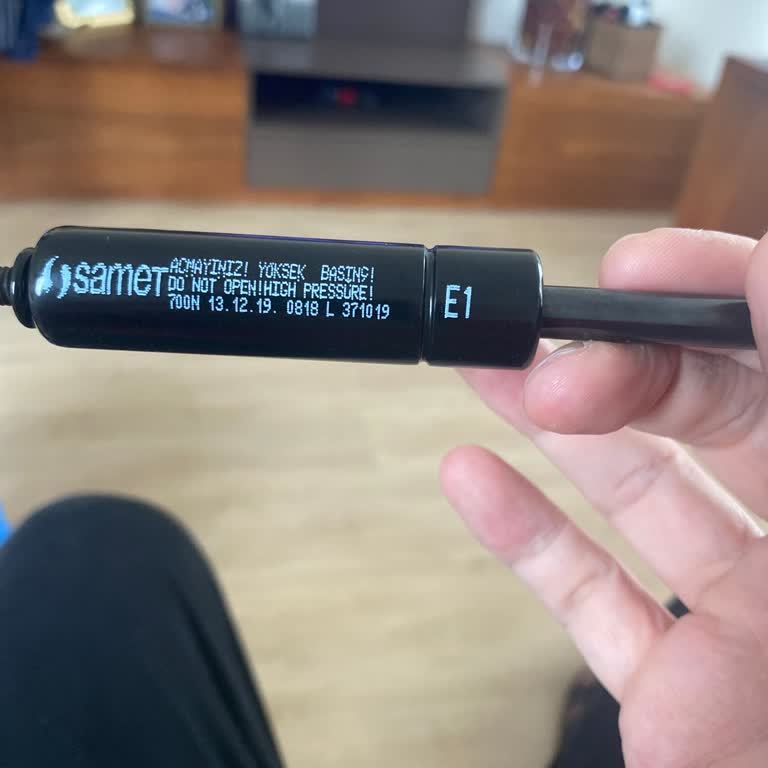 samet
AÇMAYINIZ! YÜKSEK BASINÇ!
DO NOT OPEN!HIGH PRESSURE!
700N 13.12.19. 0818 L 371019
E1